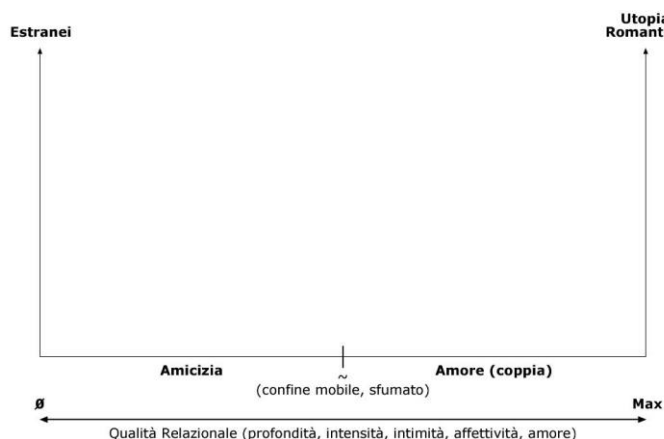 Utopia
Estranei
Romant
Amicizia
Amore (coppia)
~
(confine mobile, sfumato)
Ø
Max
Qualità Relazionale (profondità, intensità, intimità, affettività, amore)